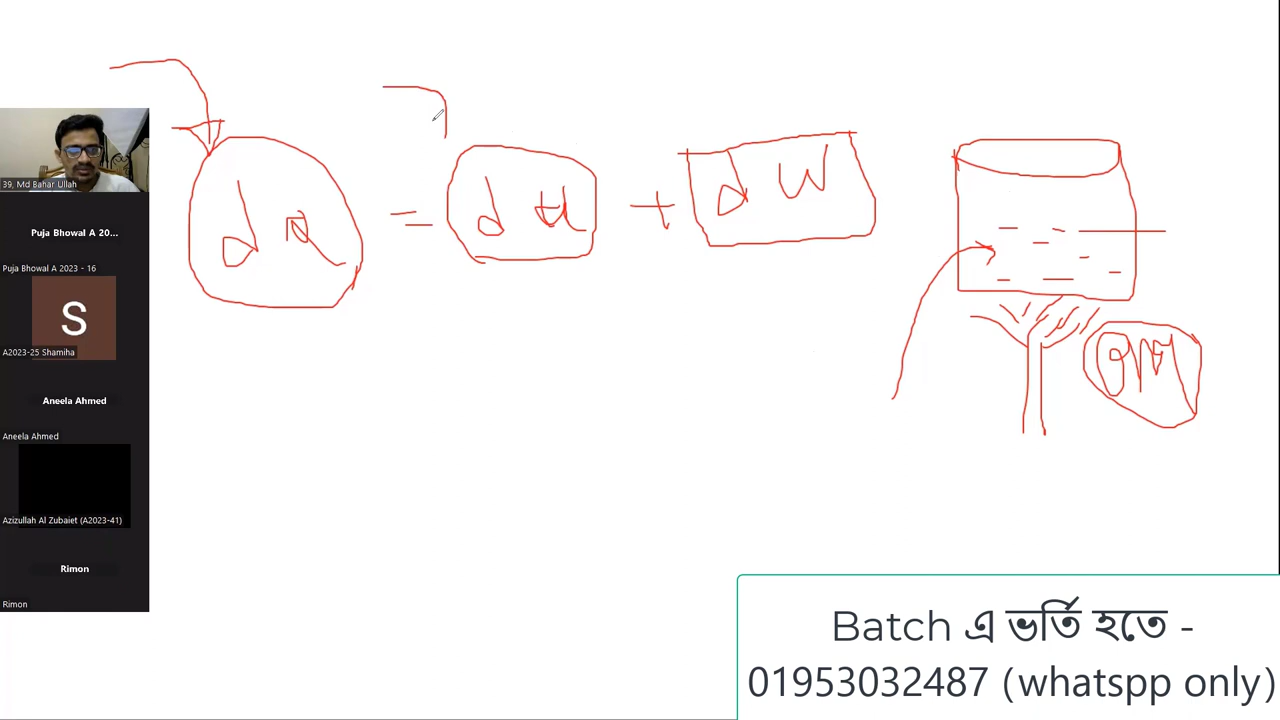 dQ = du + dW
39, Md Bahar Ullah
Puja Bhowal A 20...
Puja Bhowal A 2023 - 16
S
A2023-25 Shamiha
Aneela Ahmed
Aneela Ahmed
Azizullah Al Zubaiet (A2023-41)
Rimon
Rimon
Batch এ ভর্তি হতে -
01953032487 (whatspp only)